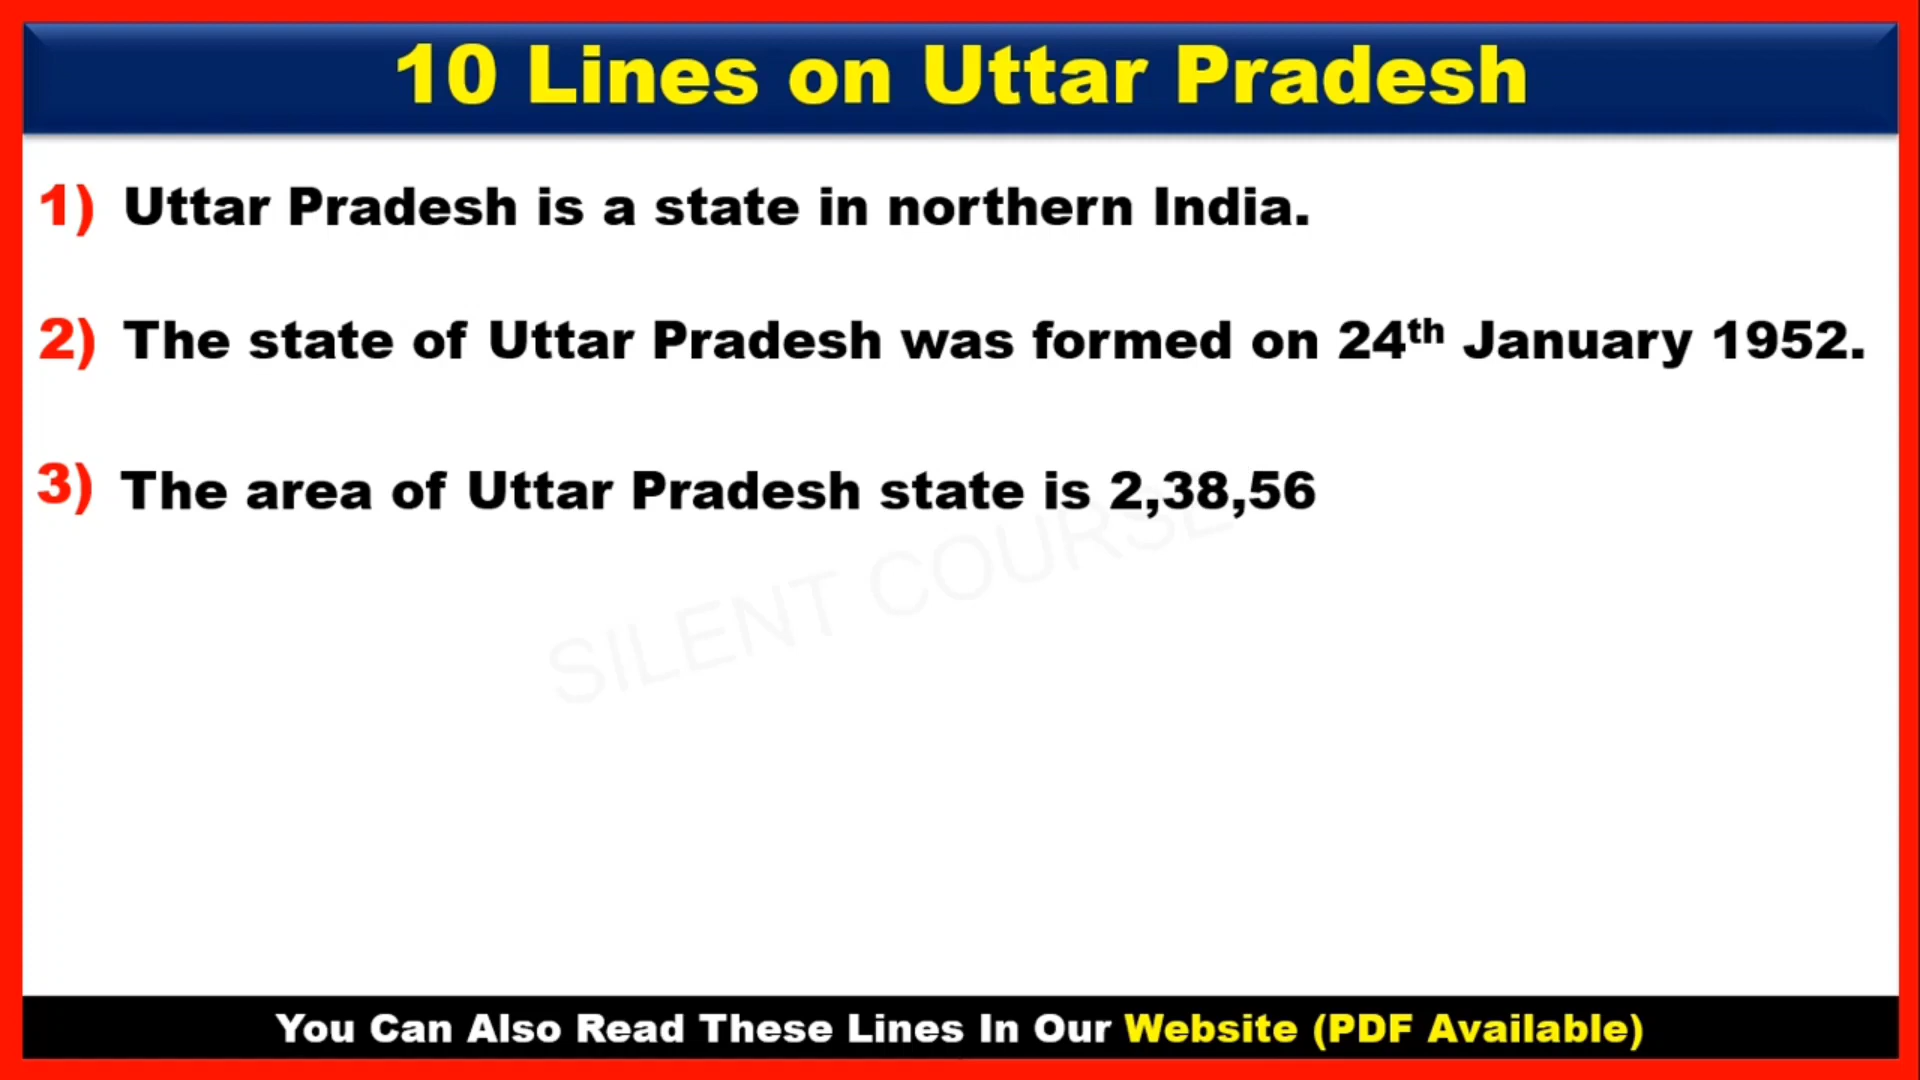 10 Lines on Uttar Pradesh
1) Uttar Pradesh is a state in northern India.
2) The state of Uttar Pradesh was formed on 24th January 1952.
3) The area of Uttar Pradesh state is 2,38,56
SILENT COURSE
You Can Also Read These Lines In Our Website (PDF Available)